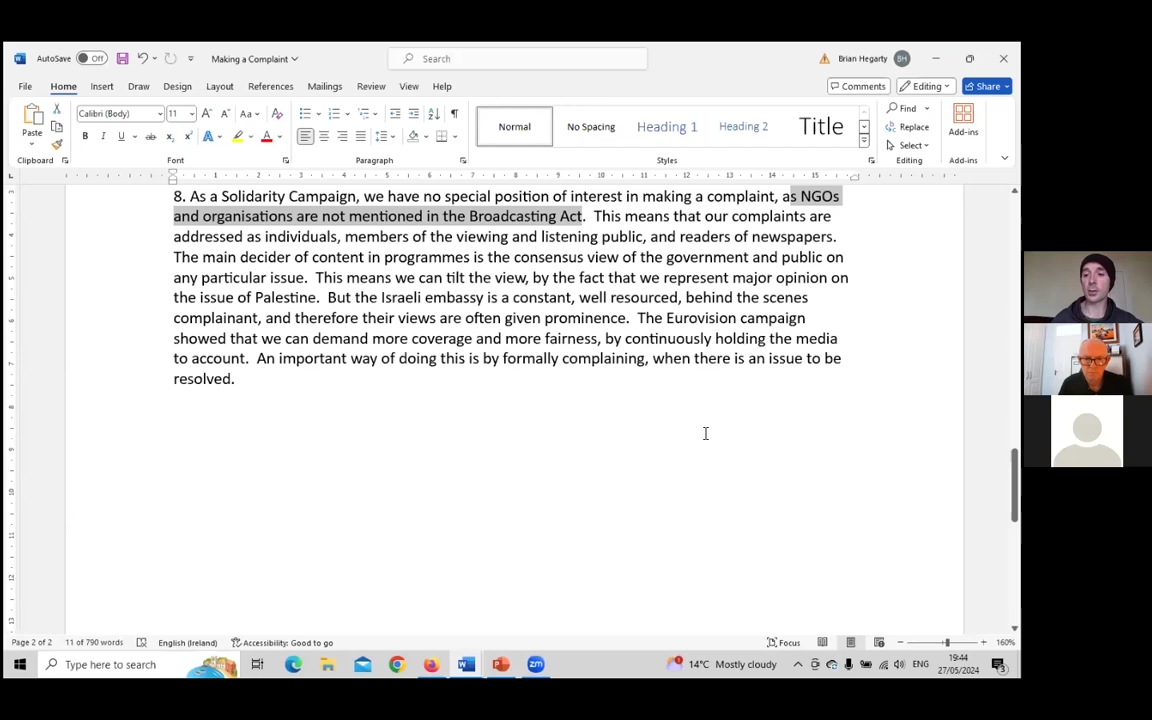 AutoSave Off Making a Complaint Search Brian Hegarty BH
File Home Insert Draw Design Layout References Mailings Review View Help Comments Editing Share
Calibri (Body) 11 Aa Normal No Spacing Heading 1 Heading 2 Title Find Replace Select
Paste B I U ab x₂ x² A A Add-ins
Clipboard Font Paragraph Styles Editing Add-ins
8. As a Solidarity Campaign, we have no special position of interest in making a complaint, as NGOs
and organisations are not mentioned in the Broadcasting Act. This means that our complaints are
addressed as individuals, members of the viewing and listening public, and readers of newspapers.
The main decider of content in programmes is the consensus view of the government and public on
any particular issue. This means we can tilt the view, by the fact that we represent major opinion on
the issue of Palestine. But the Israeli embassy is a constant, well resourced, behind the scenes
complainant, and therefore their views are often given prominence. The Eurovision campaign
showed that we can demand more coverage and more fairness, by continuously holding the media
to account. An important way of doing this is by formally complaining, when there is an issue to be
resolved.
Page 2 of 2 11 of 790 words English (Ireland) Accessibility: Good to go Focus 160%
Type here to search zm 14°C Mostly cloudy ENG 19:44
27/05/2024 3